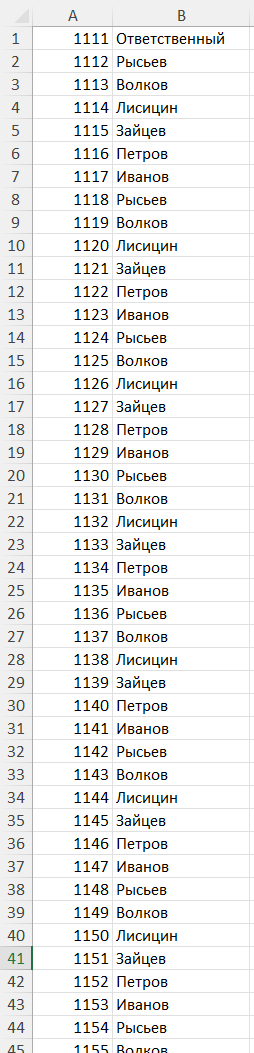 A B
1 1111 Ответственный
2 1112 Рысьев
3 1113 Волков
4 1114 Лисицин
5 1115 Зайцев
6 1116 Петров
7 1117 Иванов
8 1118 Рысьев
9 1119 Волков
10 1120 Лисицин
11 1121 Зайцев
12 1122 Петров
13 1123 Иванов
14 1124 Рысьев
15 1125 Волков
16 1126 Лисицин
17 1127 Зайцев
18 1128 Петров
19 1129 Иванов
20 1130 Рысьев
21 1131 Волков
22 1132 Лисицин
23 1133 Зайцев
24 1134 Петров
25 1135 Иванов
26 1136 Рысьев
27 1137 Волков
28 1138 Лисицин
29 1139 Зайцев
30 1140 Петров
31 1141 Иванов
32 1142 Рысьев
33 1143 Волков
34 1144 Лисицин
35 1145 Зайцев
36 1146 Петров
37 1147 Иванов
38 1148 Рысьев
39 1149 Волков
40 1150 Лисицин
41 1151 Зайцев
42 1152 Петров
43 1153 Иванов
44 1154 Рысьев
45 1155 Волков